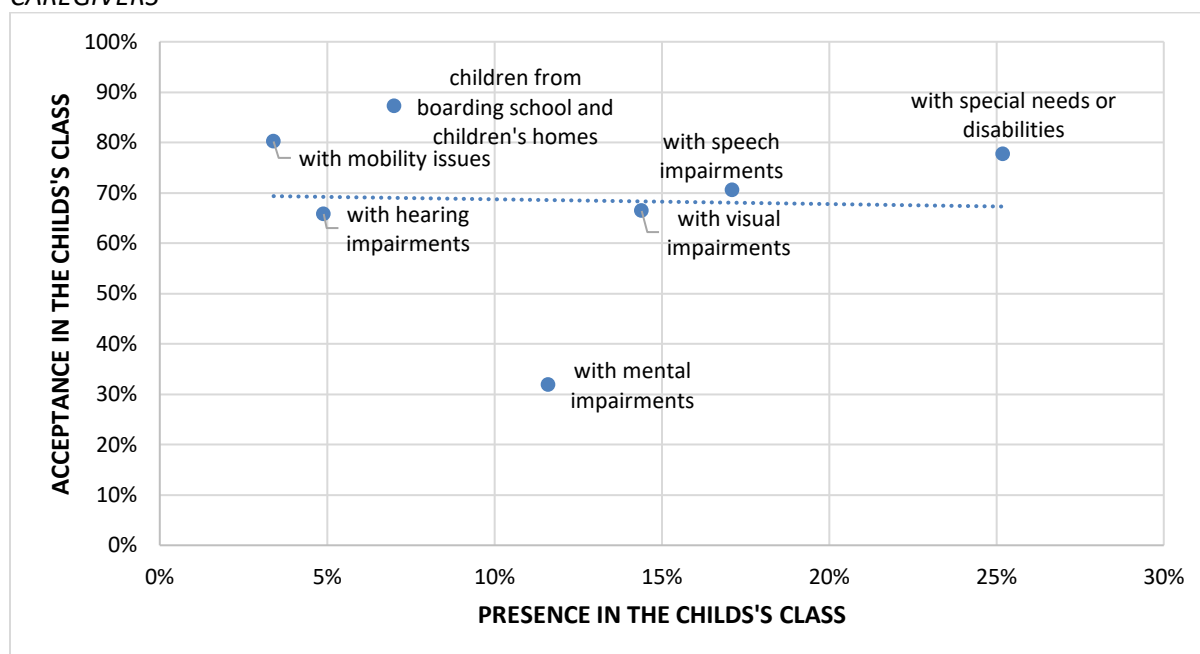 CAREGIVERS
100%
90%
80%
70%
60%
50%
40%
30%
20%
10%
0%
ACCEPTANCE IN THE CHILDS'S CLASS
children from
boarding school and
children's homes
with special needs or
disabilities
with speech
impairments
with mobility issues
with hearing
impairments
with visual
impairments
with mental
impairments
0%
5%
10%
15%
20%
25%
30%
PRESENCE IN THE CHILDS'S CLASS